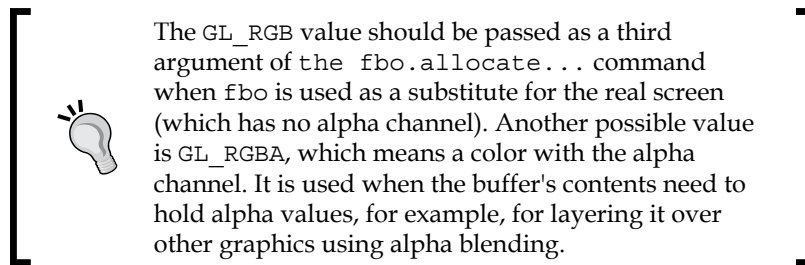 The GL_RGB value should be passed as a third
argument of the fbo.allocate... command
when fbo is used as a substitute for the real screen
(which has no alpha channel). Another possible value
is GL_RGBA, which means a color with the alpha
channel. It is used when the buffer's contents need to
hold alpha values, for example, for layering it over
other graphics using alpha blending.